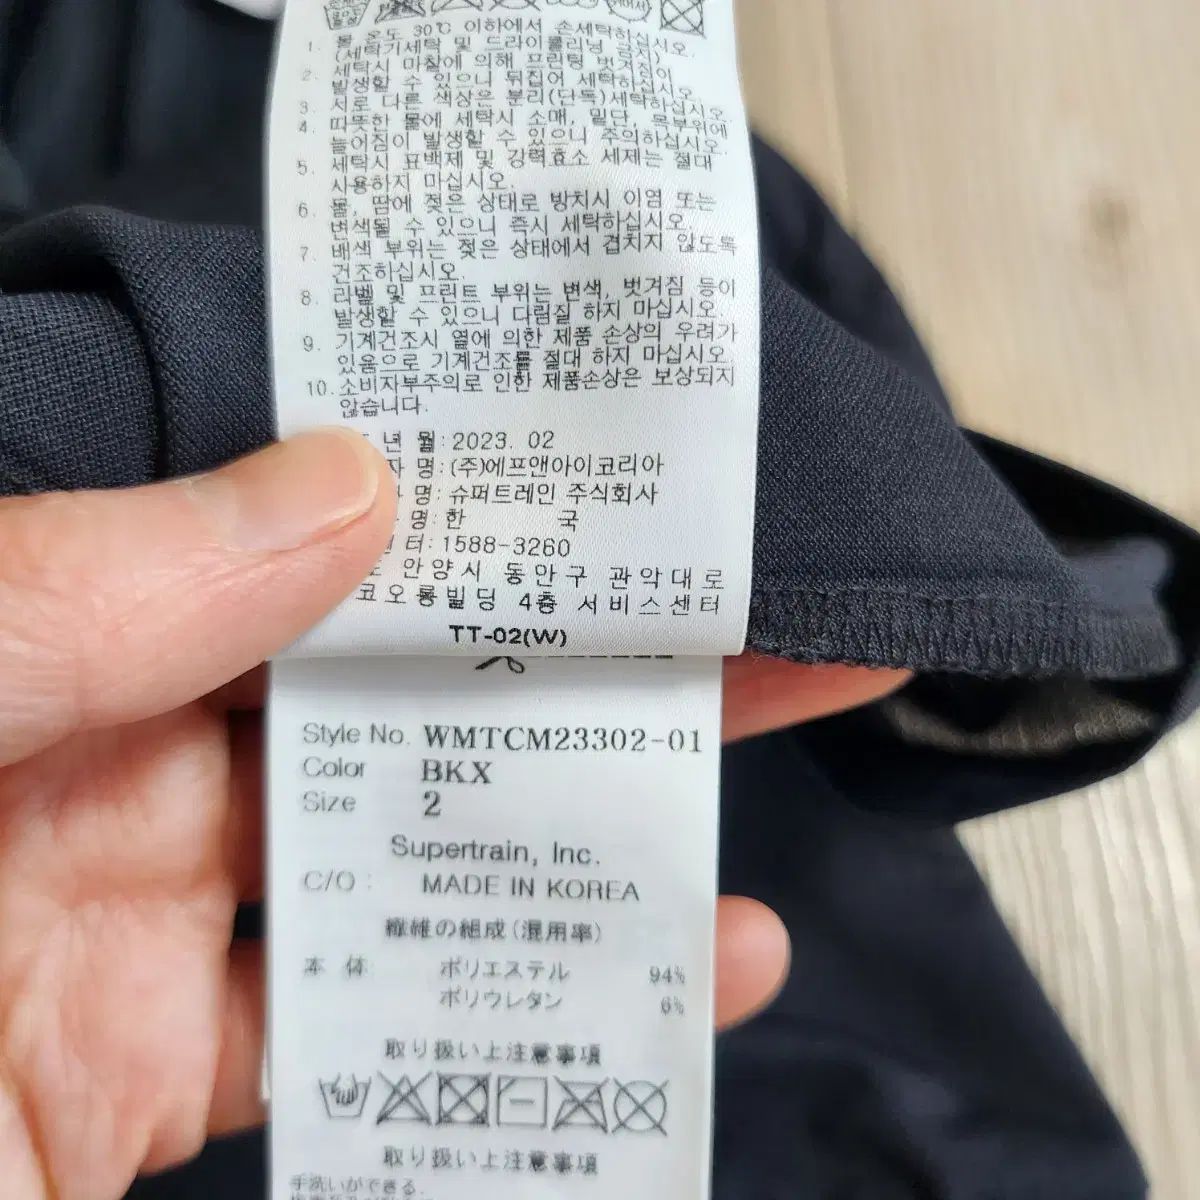 1. 물 온도 30℃ 이하에서 손세탁하십시오.
(세탁기세탁 및 드라이클리닝 금지)
2. 세탁시 마찰에 의해 프린팅 벗겨짐이
발생할 수 있으니 뒤집어 세탁하십시오.
3. 서로 다른 색상은 분리(단독)세탁하십시오.
4. 따뜻한 물에 세탁시 소매, 밑단, 목부위에
늘어짐이 발생할 수 있으니 주의하십시오.
5. 세탁시 표백제 및 강력효소 세제는 절대
사용하지 마십시오.
6. 물, 땀에 젖은 상태로 방치시 이염 또는
변색될 수 있으니 즉시 세탁하십시오.
7. 배색 부위는 젖은 상태에서 겹치지 않도록
건조하십시오.
8. 라벨 및 프린트 부위는 변색, 벗겨짐 등이
발생할 수 있으니 다림질 하지 마십시오.
9. 기계건조시 열에 의한 제품 손상의 우려가
있음으로 기계건조를 절대 하지 마십시오.
10. 소비자부주의로 인한 제품손상은 보상되지
않습니다.
년 월: 2023. 02
자 명: (주)에프앤아이코리아
명: 슈퍼트레인 주식회사
명: 한 국
터: 1588-3260
안양시 동안구 관악대로
코오롱빌딩 4층 서비스센터
TT-02(W)
Style No. WMTCM23302-01
Color BKX
Size 2
Supertrain, Inc.
C/O : MADE IN KOREA
繊維の組成(混用率)
本 体 ポリエステル 94%
ポリウレタン 6%
取り扱い上注意事項
取り扱い上注意事項
手洗いができる.